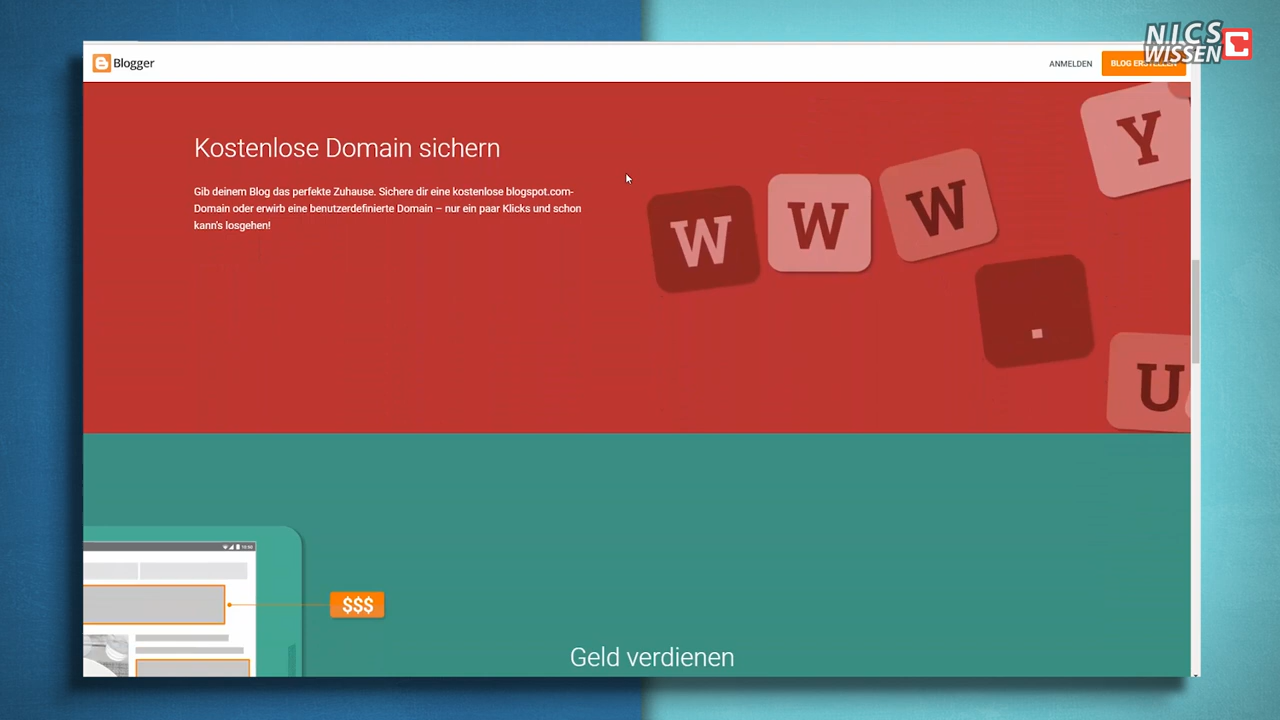 NICS
WISSEN
Blogger
ANMELDEN
BLOG
Kostenlose Domain sichern
Gib deinem Blog das perfekte Zuhause. Sichere dir eine kostenlose blogspot.com-
Domain oder erwirb eine benutzerdefinierte Domain – nur ein paar Klicks und schon
kann's losgehen!
W W W . Y
U
$$$
Geld verdienen